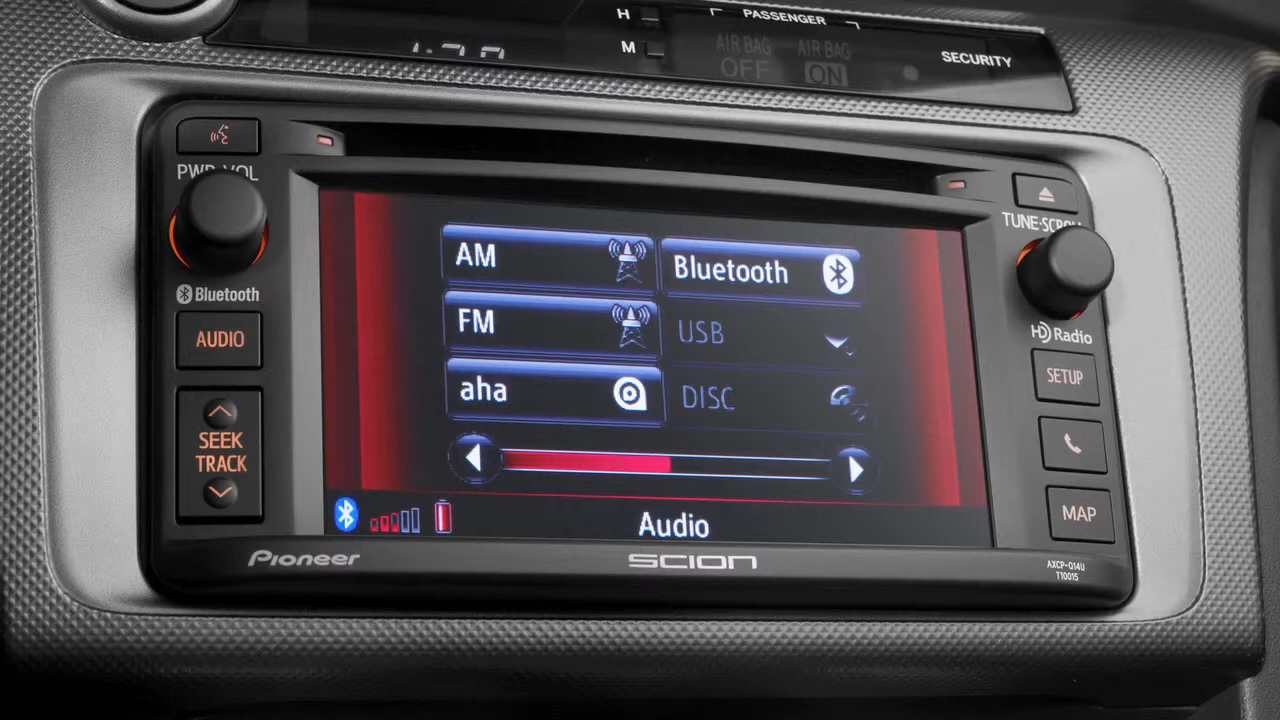 H
PASSENGER
M
AIR BAG
OFF
AIR BAG
ON
SECURITY
PWR·VOL
TUNE·SCROLL
Bluetooth
AUDIO
SEEK
TRACK
AM
Bluetooth
FM
USB
aha
DISC
Audio
HD Radio
SETUP
MAP
Pioneer
SCION
AXCP-Q14U
T10015